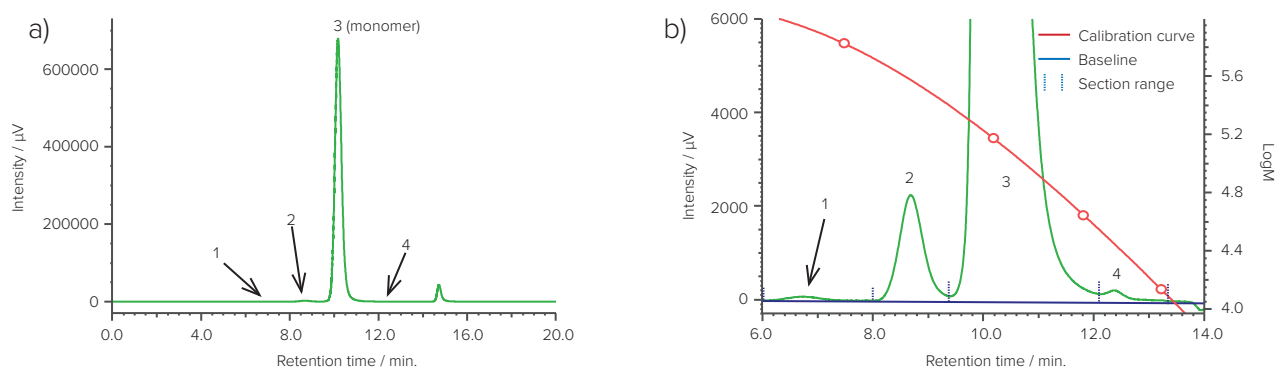 a)
3 (monomer)
600000
400000
200000
0
Intensity / µV
1
2
4
0.0
4.0
8.0
12.0
16.0
20.0
Retention time / min.
b)
6000
4000
2000
0
Intensity / µV
Calibration curve
Baseline
Section range
1
2
3
4
5.6
5.2
4.8
4.4
4.0
LogM
6.0
8.0
10.0
12.0
14.0
Retention time / min.